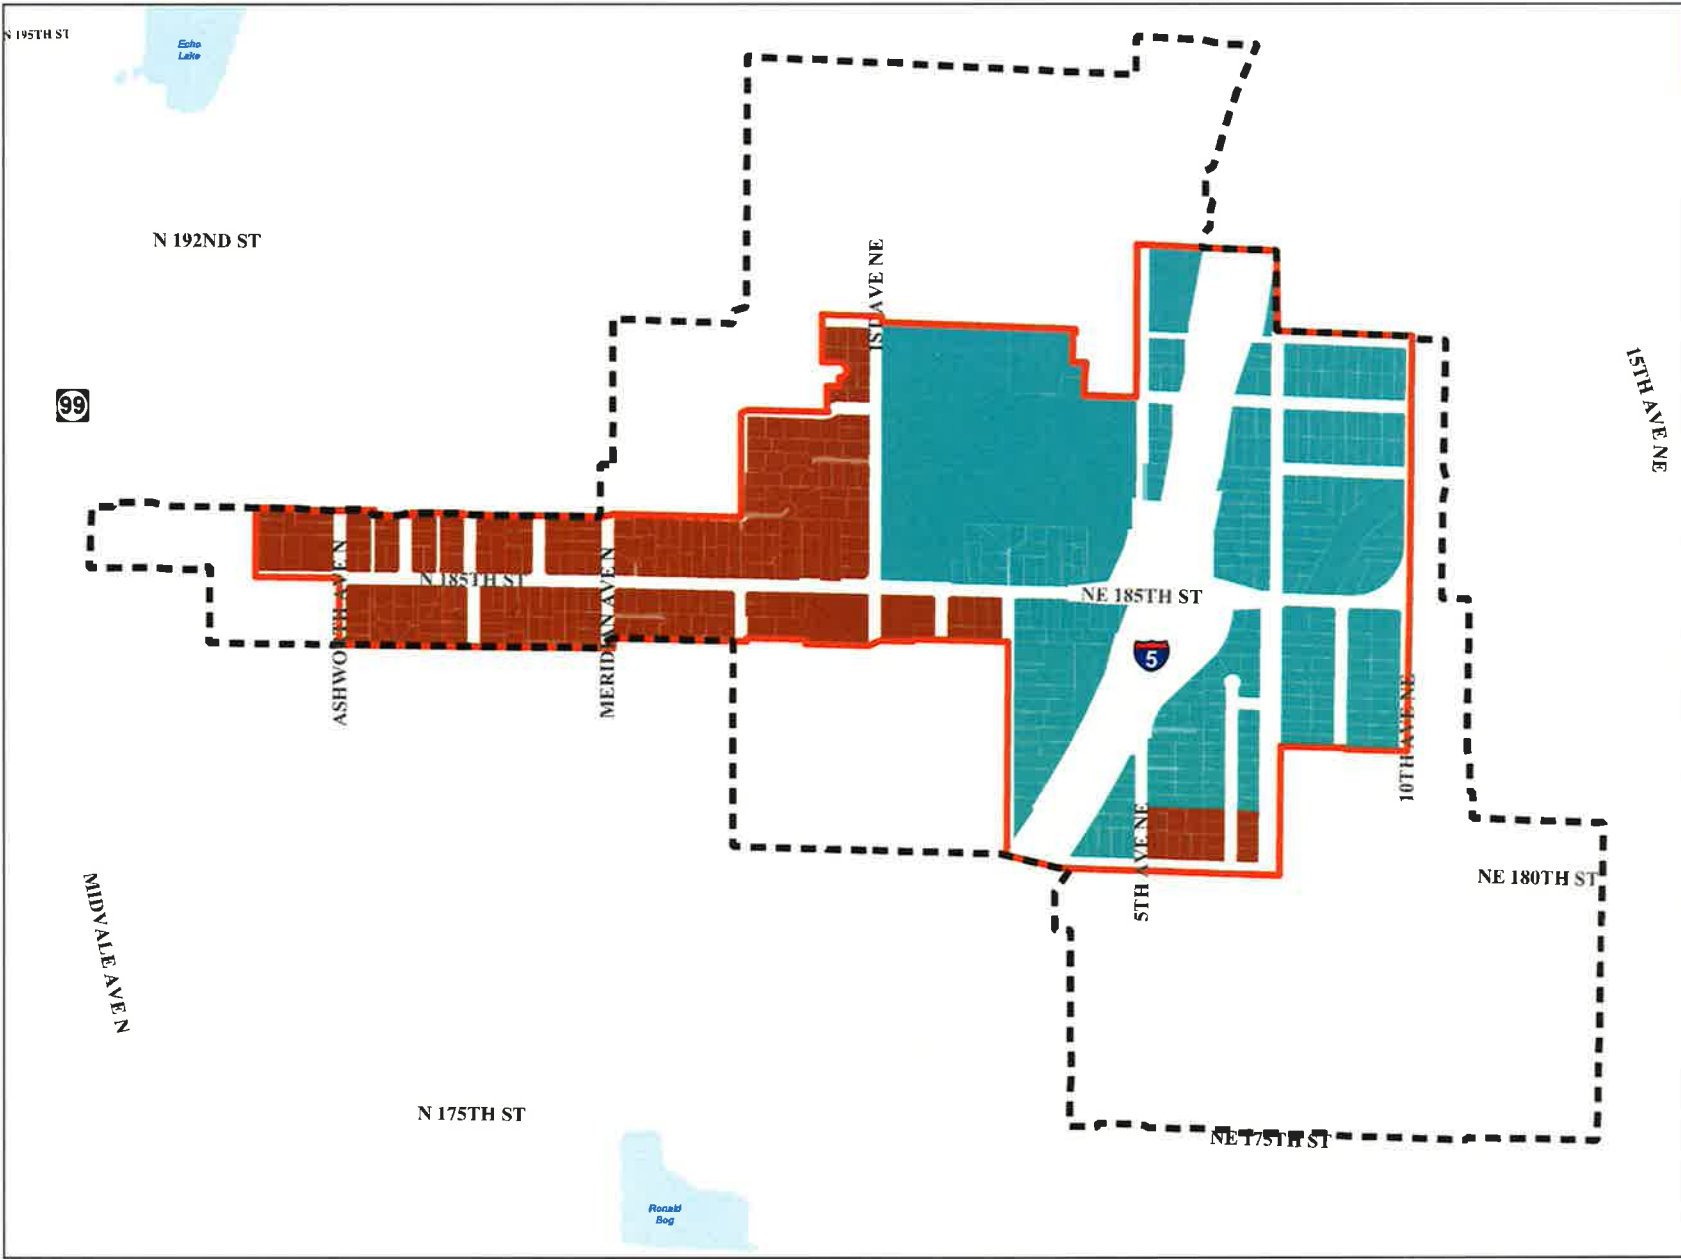 N 195TH ST
Echo
Lake
N 192ND ST
1ST AVE NE
15TH AVE NE
99
N 185TH ST
NE 185TH ST
5
ASHWORTH AVE N
MERIDIAN AVE N
10TH AVE NE
5TH AVE NE
NE 180TH ST
MIDVALE AVE N
N 175TH ST
NE 175TH ST
Ronald
Bog